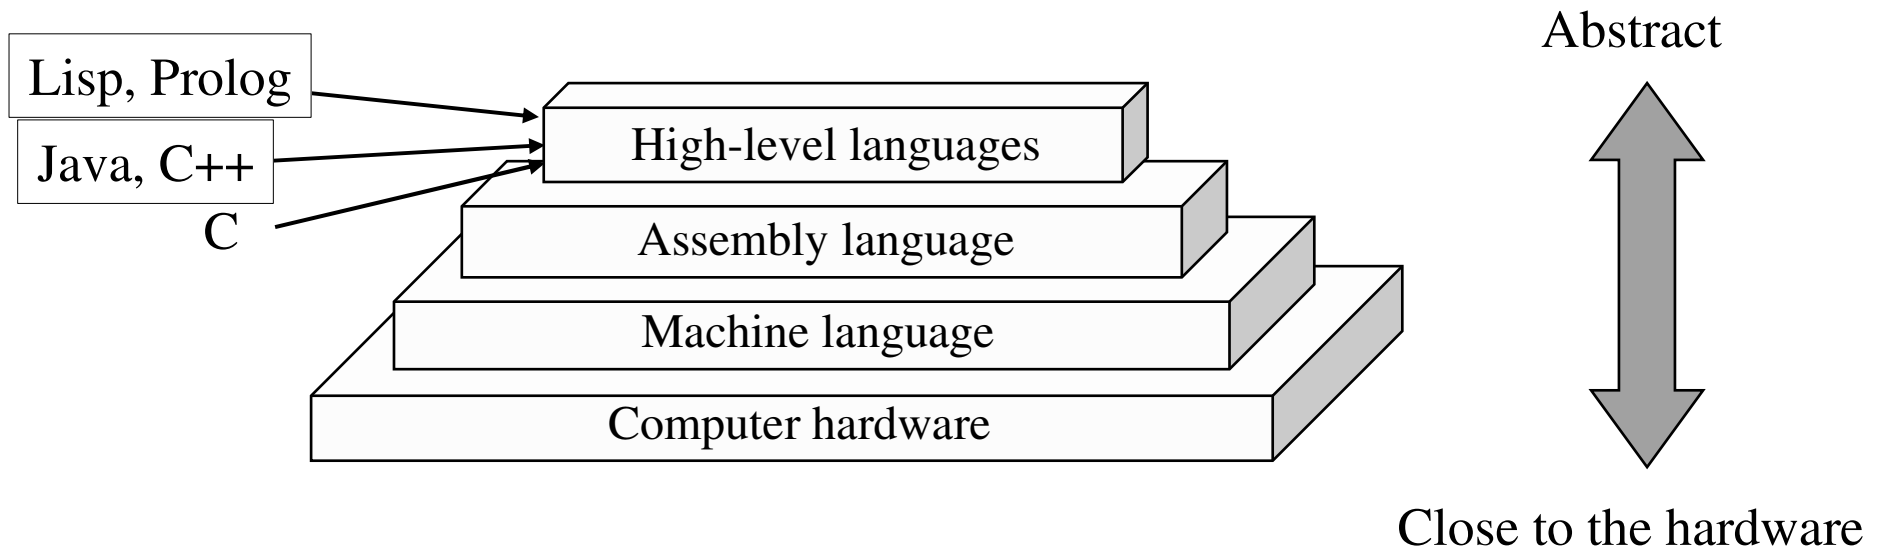 Abstract
Lisp, Prolog
High-level languages
Java, C++
C
Assembly language
Machine language
Computer hardware
Close to the hardware